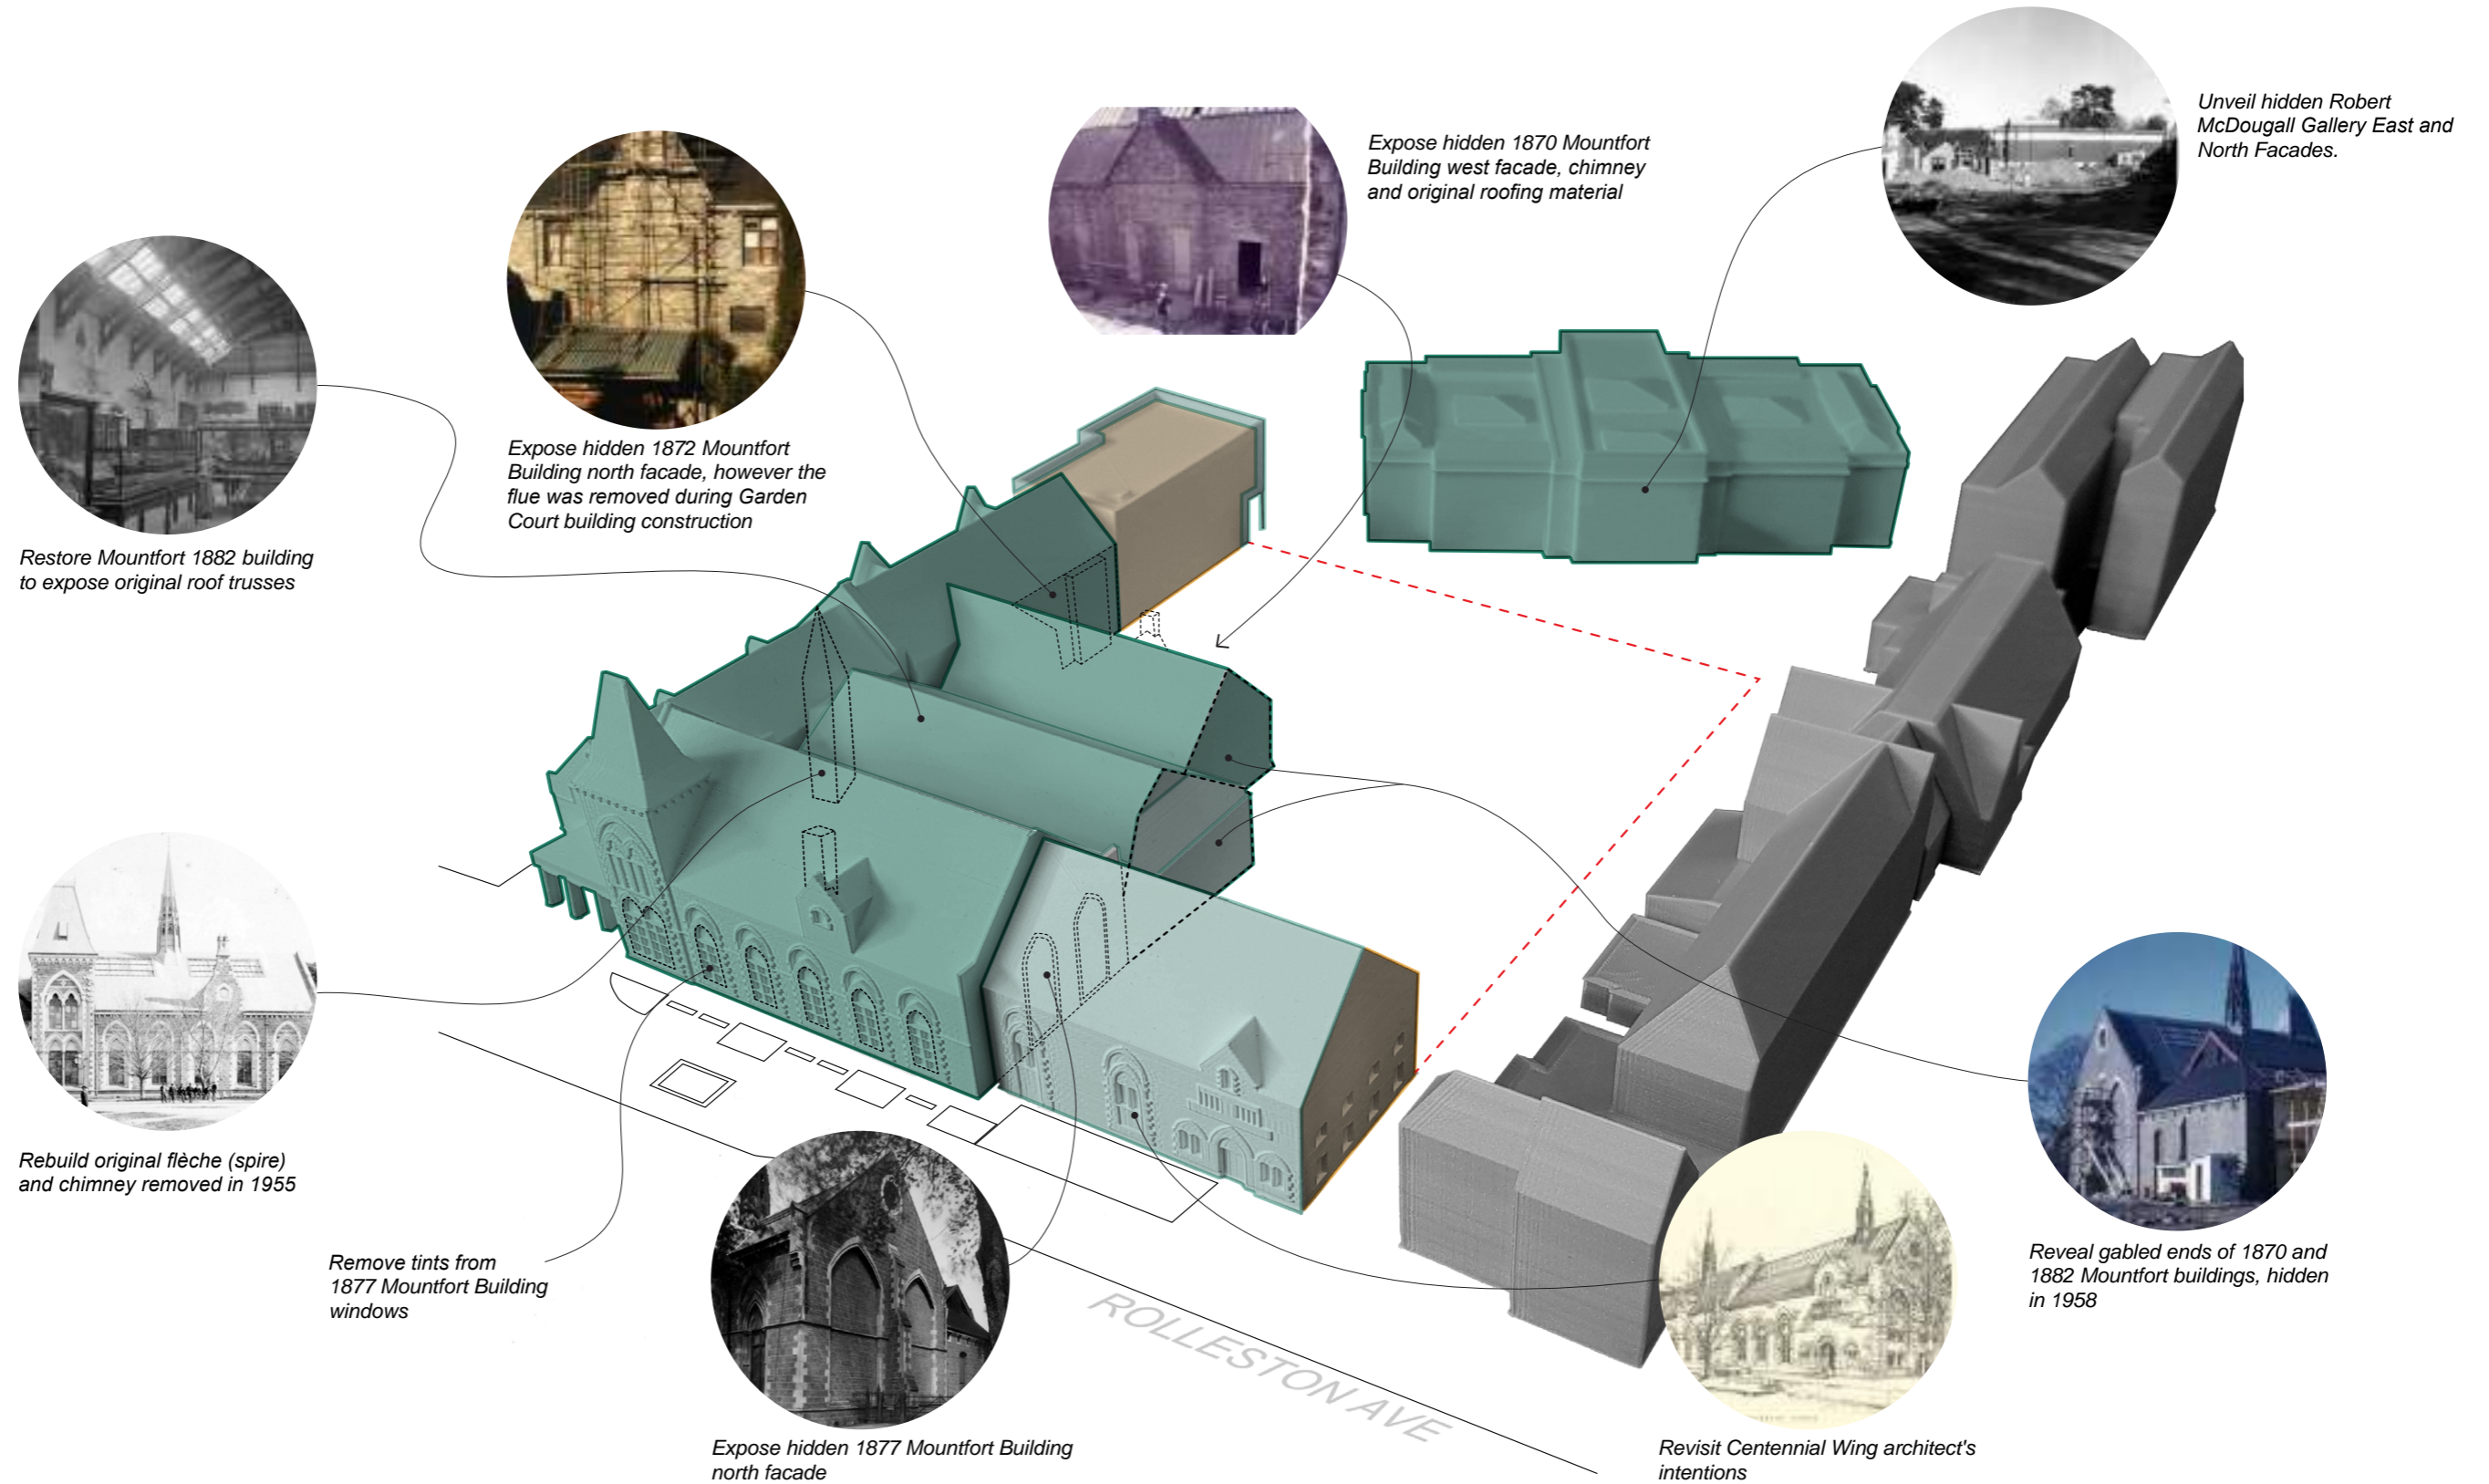 Unveil hidden Robert
McDougall Gallery East and
North Facades.
Expose hidden 1870 Mountfort
Building west facade, chimney
and original roofing material
Expose hidden 1872 Mountfort
Building north facade, however the
flue was removed during Garden
Court building construction
Restore Mountfort 1882 building
to expose original roof trusses
Rebuild original flèche (spire)
and chimney removed in 1955
Remove tints from
1877 Mountfort Building
windows
Expose hidden 1877 Mountfort Building
north facade
ROLLESTON AVE
Revisit Centennial Wing architect's
intentions
Reveal gabled ends of 1870 and
1882 Mountfort buildings, hidden
in 1958